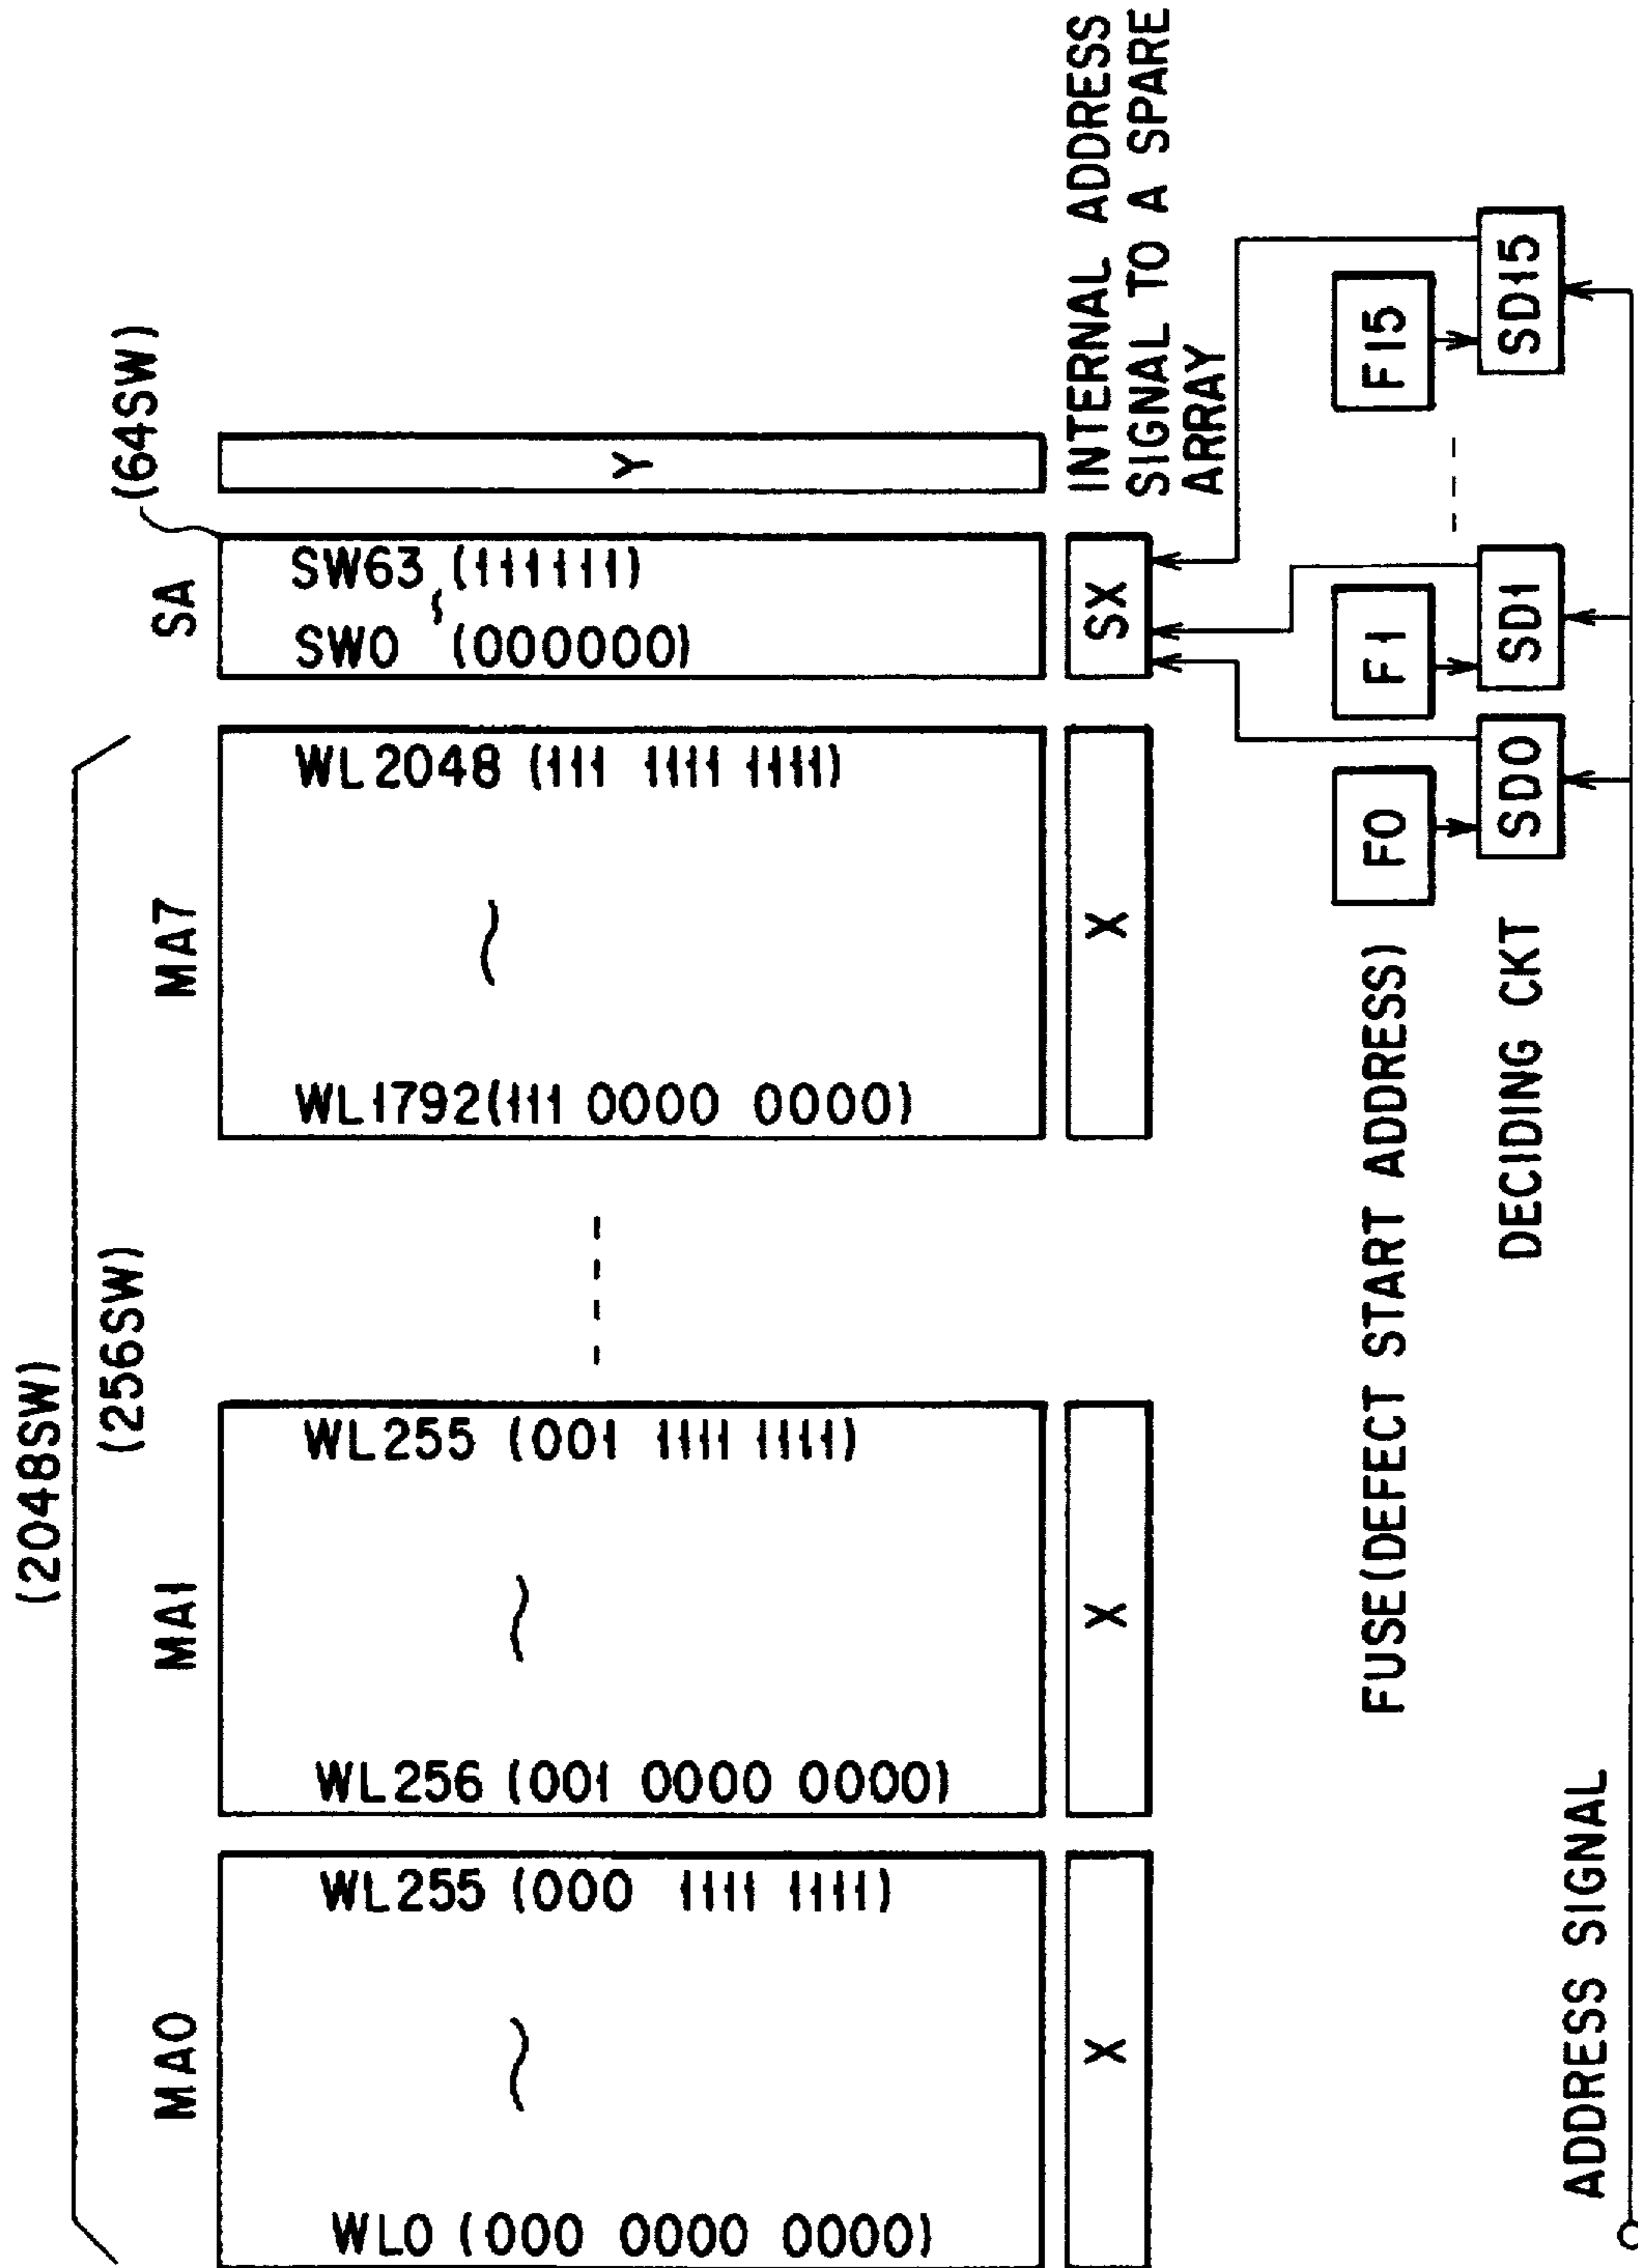 (2048SW)
(256SW)
MA0
MA1
MA7
SA
(64SW)
WL0 (000 0000 0000)
WL255 (000 1111 1111)
WL256 (001 0000 0000)
WL255 (001 1111 1111)
WL1792(111 0000 0000)
WL2048 (111 1111 1111)
SW0 (000000)
SW63 (111111)
Y
X
X
X
SX
INTERNAL ADDRESS
SIGNAL TO A SPARE
ARRAY
FUSE(DEFECT START ADDRESS)
F0
F1
F15
DECIDING CKT
SD0
SD1
SD15
ADDRESS SIGNAL